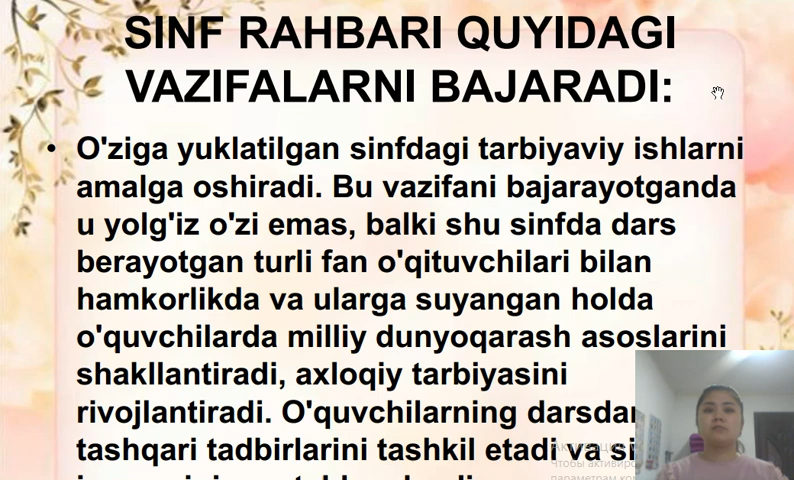 SINF RAHBARI QUYIDAGI
VAZIFALARNI BAJARADI:
• O'ziga yuklatilgan sinfdagi tarbiyaviy ishlarni
amalga oshiradi. Bu vazifani bajarayotganda
u yolg'iz o'zi emas, balki shu sinfda dars
berayotgan turli fan o'qituvchilari bilan
hamkorlikda va ularga suyangan holda
o'quvchilarda milliy dunyoqarash asoslarini
shakllantiradi, axloqiy tarbiyasini
rivojlantiradi. O'quvchilarning darsdan
tashqari tadbirlarini tashkil etadi va
Чтобы
параметрам